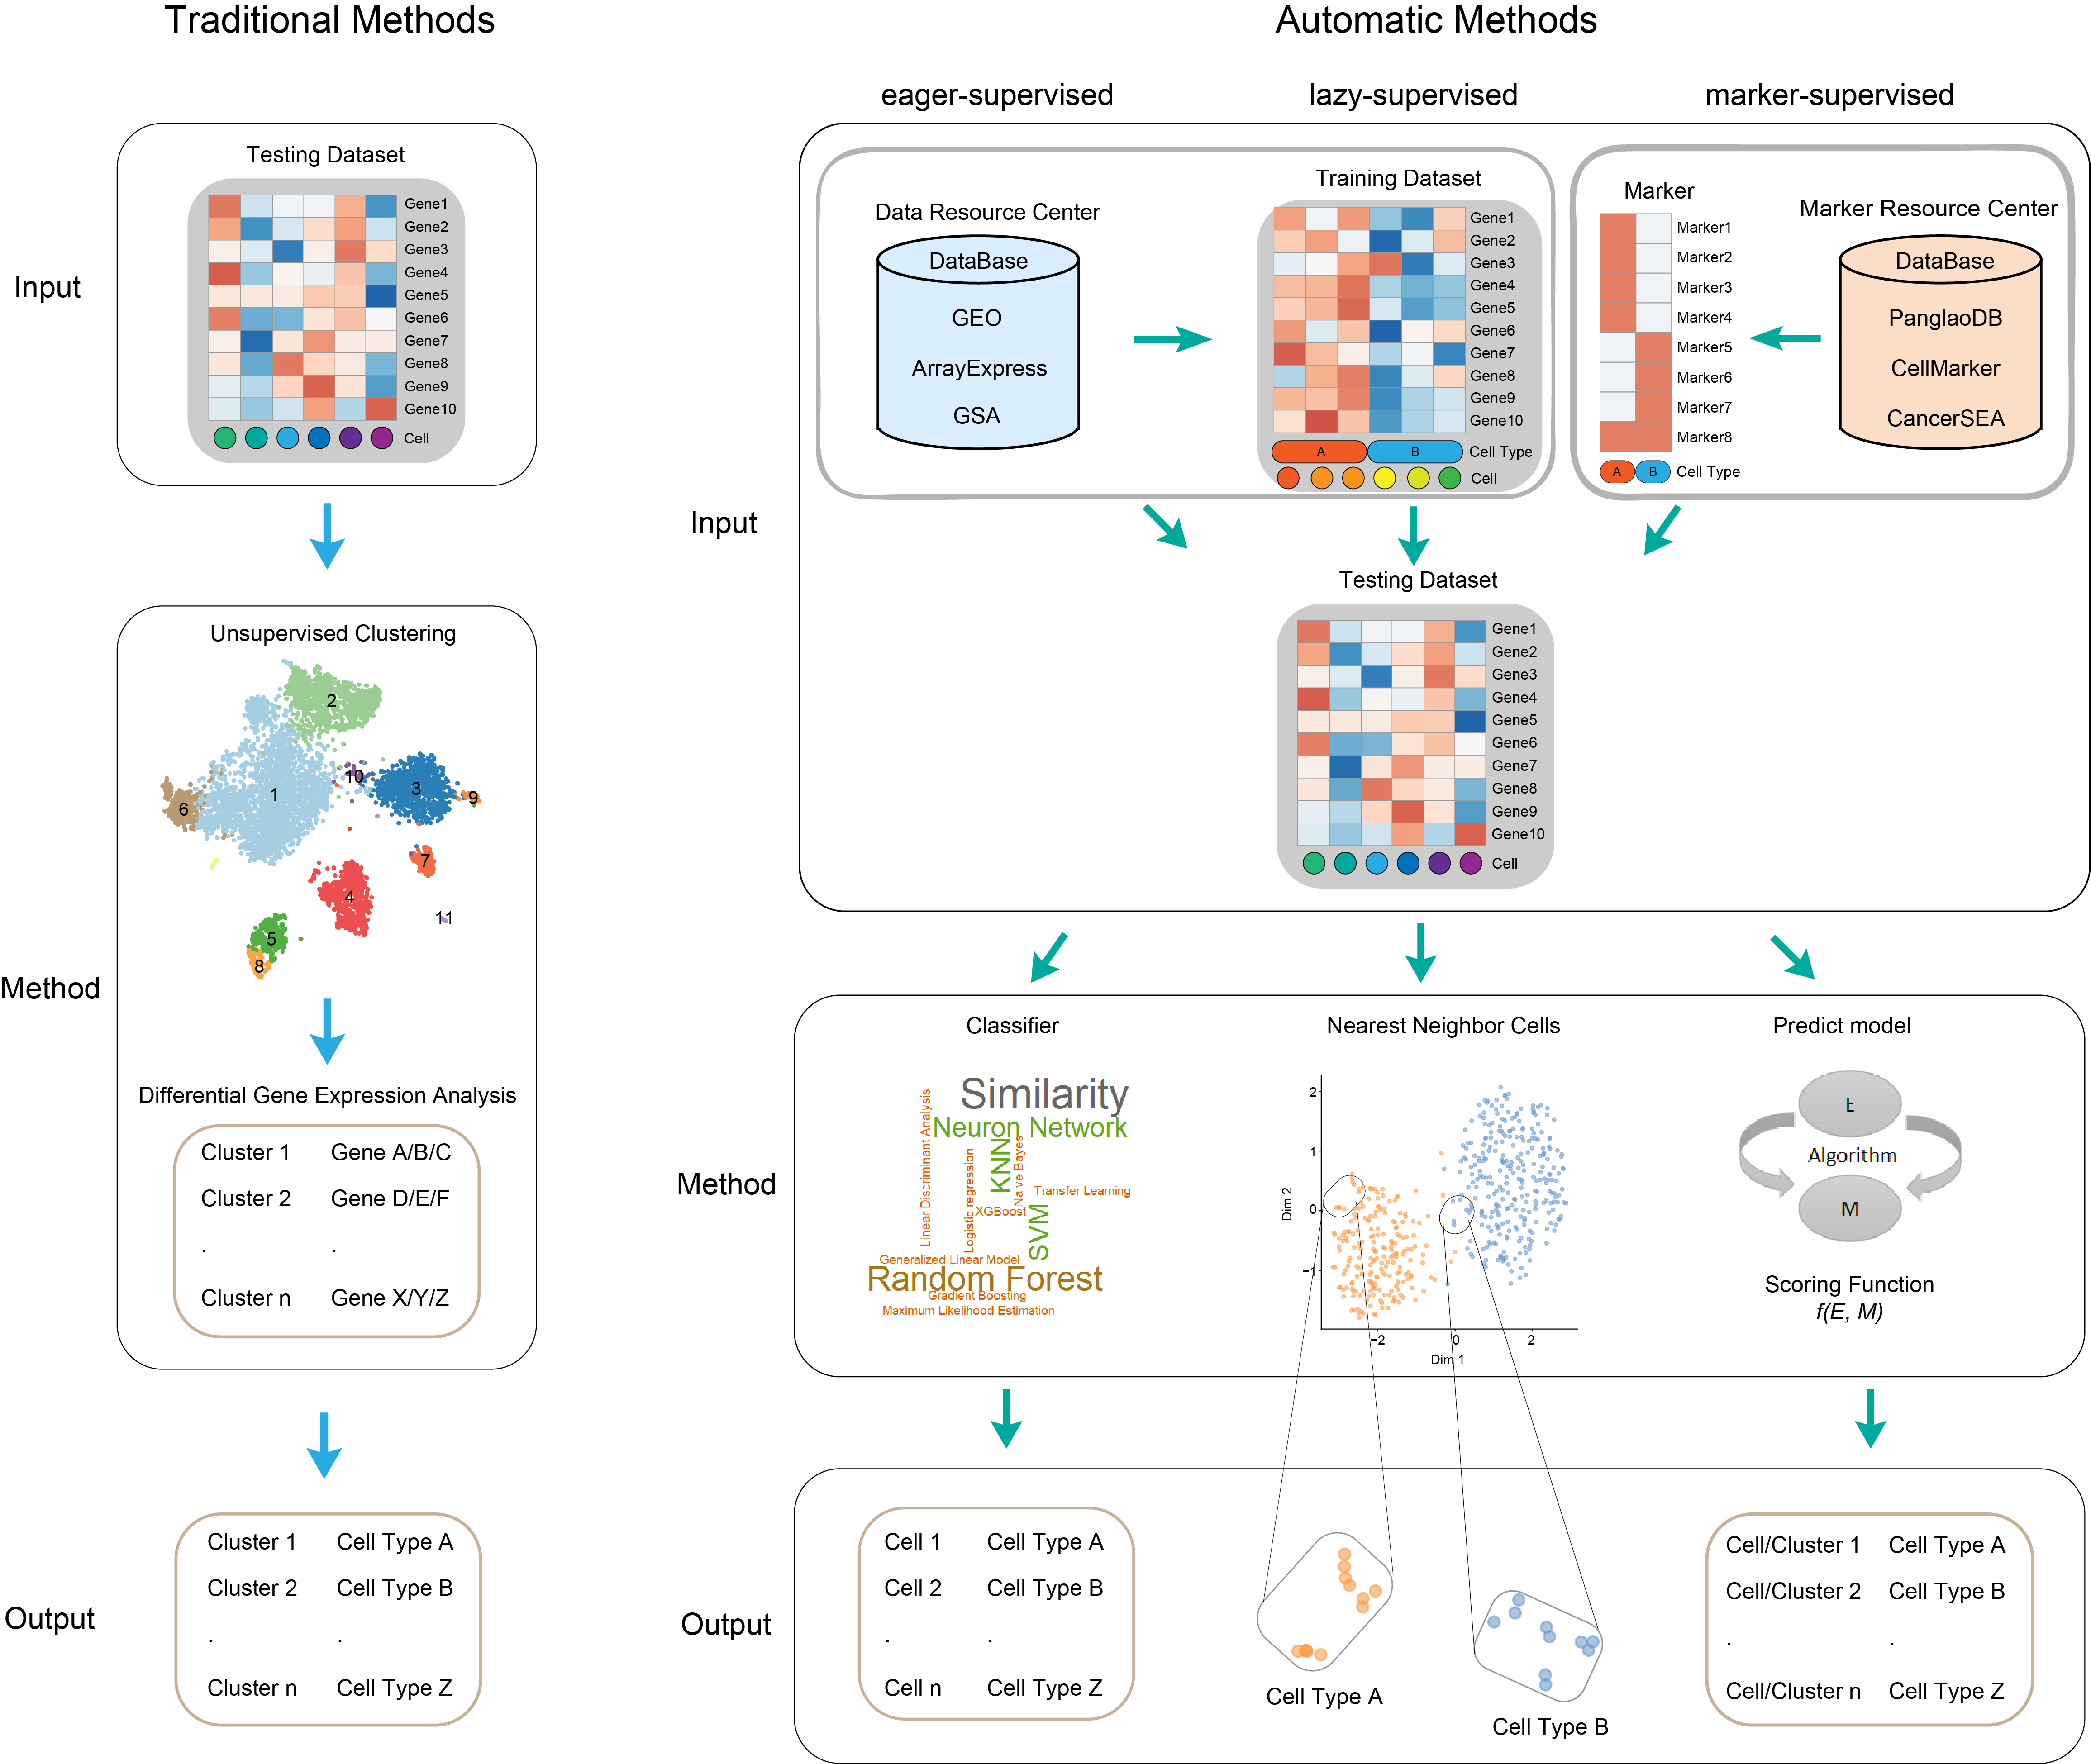 Traditional Methods
Input
Testing Dataset
Gene1
Gene2
Gene3
Gene4
Gene5
Gene6
Gene7
Gene8
Gene9
Gene10
Cell
Method
Unsupervised Clustering
2
10
3
1
9
6
7
4
11
5
8
Differential Gene Expression Analysis
Cluster 1 Gene A/B/C
Cluster 2 Gene D/E/F
. .
Cluster n Gene X/Y/Z
Output
Cluster 1 Cell Type A
Cluster 2 Cell Type B
. .
Cluster n Cell Type Z
Automatic Methods
eager-supervised lazy-supervised marker-supervised
Input
Data Resource Center
DataBase
GEO
ArrayExpress
GSA
Training Dataset
Gene1
Gene2
Gene3
Gene4
Gene5
Gene6
Gene7
Gene8
Gene9
Gene10
A B Cell Type
Cell
Marker
Marker1
Marker2
Marker3
Marker4
Marker5
Marker6
Marker7
Marker8
A B Cell Type
Marker Resource Center
DataBase
PanglaoDB
CellMarker
CancerSEA
Testing Dataset
Gene1
Gene2
Gene3
Gene4
Gene5
Gene6
Gene7
Gene8
Gene9
Gene10
Cell
Method
Classifier
Similarity
Neuron Network
Linear Discriminant Analysis
Logistic regression
KNN
Naive Bayes
Transfer Learning
XGBoost
SVM
Generalized Linear Model
Random Forest
Gradient Boosting
Maximum Likelihood Estimation
Nearest Neighbor Cells
2
1
0
−1
Dim 2
−2 0 2
Dim 1
Predict model
E
Algorithm
M
Scoring Function
f(E, M)
Output
Cell 1 Cell Type A
Cell 2 Cell Type B
. .
Cell n Cell Type Z
Cell Type A
Cell Type B
Cell/Cluster 1 Cell Type A
Cell/Cluster 2 Cell Type B
. .
Cell/Cluster n Cell Type Z